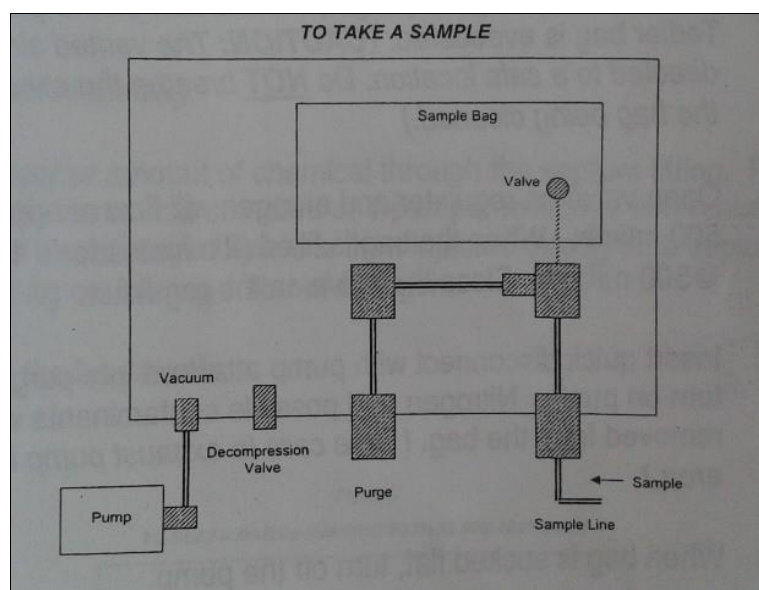 TO TAKE A SAMPLE
Sample Bag
Valve
Vacuum
Decompression
Valve
Pump
Purge
Sample
Sample Line